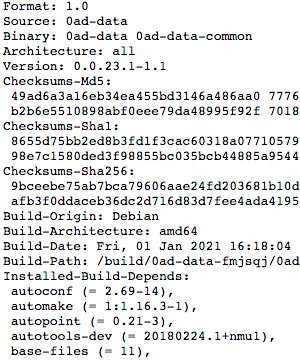 Format: 1.0
Source: 0ad-data
Binary: 0ad-data 0ad-data-common
Architecture: all
Version: 0.0.23.1-1.1
Checksums-Md5:
49ad6a3a16eb34ea455bd3146a486aa0 7776
b2b6e5510898abf0eee79da48995f92f 7018
Checksums-Sha1:
8655d75bb2ed8b3fd1f3cac60318a07710579
98e7c1580ded3f98855bc035bcb44885a9544
Checksums-Sha256:
9bceebe75ab7bca79606aae24fd203681b10d
afb3f0ddaceb36dc2d716d83d7fee4ada4195
Build-Origin: Debian
Build-Architecture: amd64
Build-Date: Fri, 01 Jan 2021 16:18:04
Build-Path: /build/0ad-data-fmjsqj/0ad
Installed-Build-Depends:
autoconf (= 2.69-14),
automake (= 1:1.16.3-1),
autopoint (= 0.21-3),
autotools-dev (= 20180224.1+nmu1),
base-files (= 11),